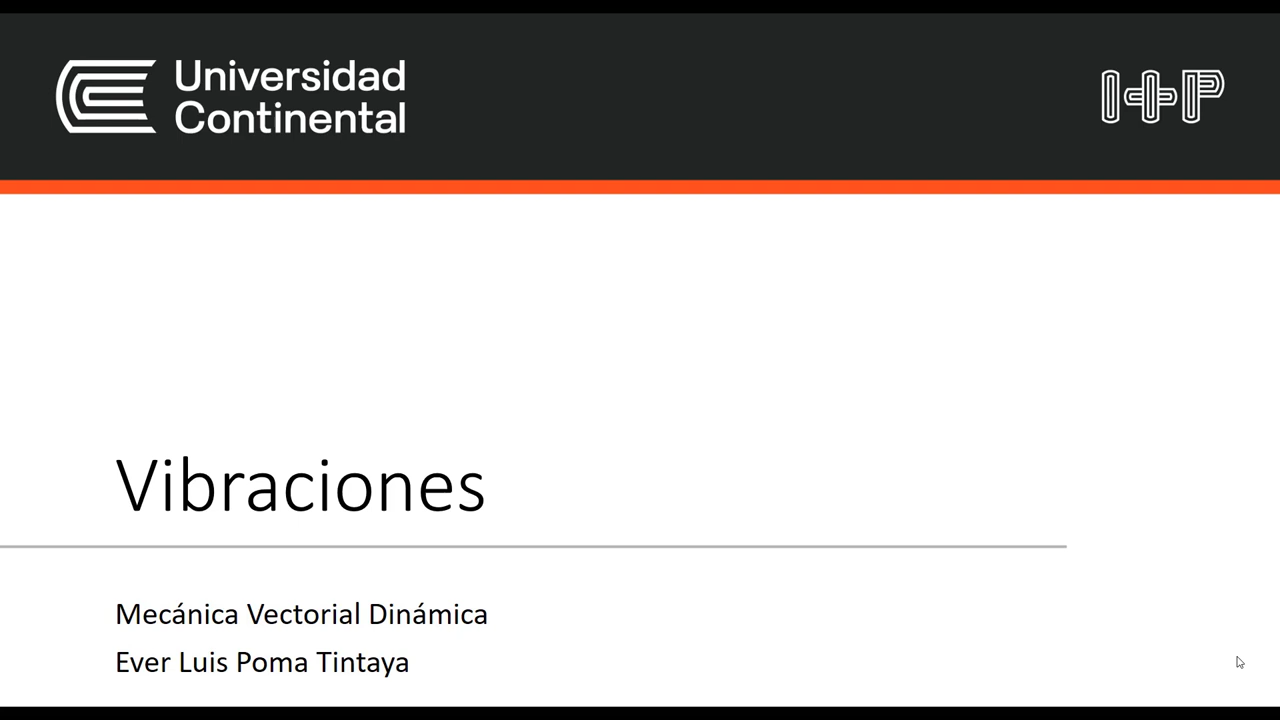 Universidad
Continental
I+P
Vibraciones
Mecánica Vectorial Dinámica
Ever Luis Poma Tintaya